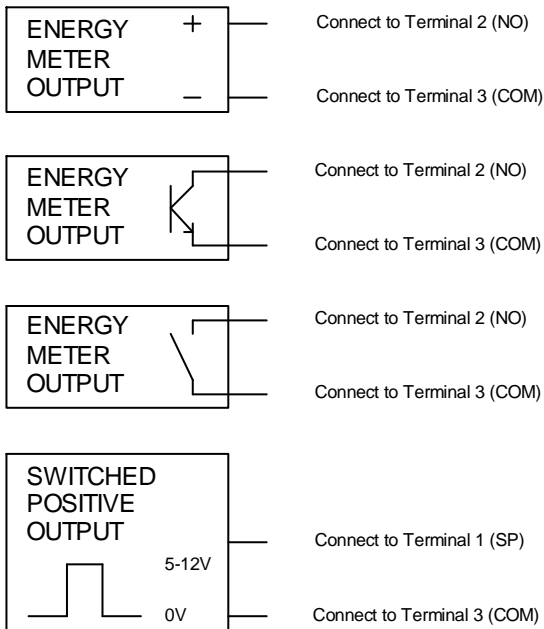 ENERGY
METER
OUTPUT
+
–
Connect to Terminal 2 (NO)
Connect to Terminal 3 (COM)
ENERGY
METER
OUTPUT
Connect to Terminal 2 (NO)
Connect to Terminal 3 (COM)
ENERGY
METER
OUTPUT
Connect to Terminal 2 (NO)
Connect to Terminal 3 (COM)
SWITCHED
POSITIVE
OUTPUT
5-12V
0V
Connect to Terminal 1 (SP)
Connect to Terminal 3 (COM)